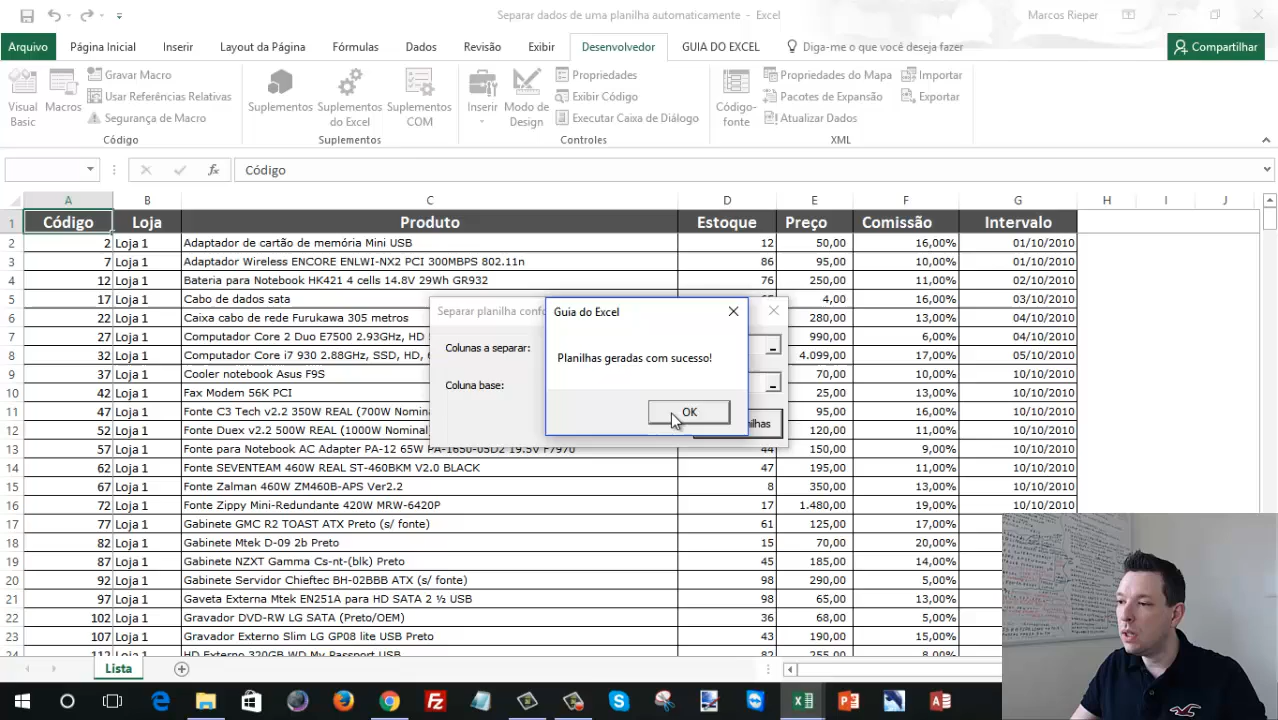 Separar dados de uma planilha automaticamente - Excel
Marcos Rieper
Arquivo Página Inicial Inserir Layout da Página Fórmulas Dados Revisão Exibir Desenvolvedor GUIA DO EXCEL Diga-me o que você deseja fazer Compartilhar
Visual Basic
Macros
Gravar Macro
Usar Referências Relativas
Segurança de Macro
Código
Suplementos
Suplementos do Excel
Suplementos COM
Suplementos
Inserir
Modo de Design
Propriedades
Exibir Código
Executar Caixa de Diálogo
Controles
Código-fonte
Propriedades do Mapa
Pacotes de Expansão
Atualizar Dados
Importar
Exportar
XML
fx Código
A B C D E F G H I J
1 Código Loja Produto Estoque Preço Comissão Intervalo
2 2 Loja 1 Adaptador de cartão de memória Mini USB 12 50,00 16,00% 01/10/2010
3 7 Loja 1 Adaptador Wireless ENCORE ENLWI-NX2 PCI 300MBPS 802.11n 86 95,00 10,00% 01/10/2010
4 12 Loja 1 Bateria para Notebook HK421 4 cells 14.8V 29Wh GR932 76 250,00 11,00% 02/10/2010
5 17 Loja 1 Cabo de dados sata 4,00 16,00% 03/10/2010
6 22 Loja 1 Caixa cabo de rede Furukawa 305 metros 280,00 13,00% 04/10/2010
7 27 Loja 1 Computador Core 2 Duo E7500 2.93GHz, HD 990,00 6,00% 04/10/2010
8 32 Loja 1 Computador Core i7 930 2.88GHz, SSD, HD, 4.099,00 17,00% 05/10/2010
9 37 Loja 1 Cooler notebook Asus F9S 70,00 10,00% 10/10/2010
10 42 Loja 1 Fax Modem 56K PCI 25,00 13,00% 10/10/2010
11 47 Loja 1 Fonte C3 Tech v2.2 350W REAL (700W Nomina 95,00 16,00% 10/10/2010
12 52 Loja 1 Fonte Duex v2.2 500W REAL (1000W Nominal 120,00 11,00% 10/10/2010
13 57 Loja 1 Fonte para Notebook AC Adapter PA-12 65W PA-1650-05D2 19.5V F7970 44 150,00 9,00% 10/10/2010
14 62 Loja 1 Fonte SEVENTEAM 460W REAL ST-460BKM V2.0 BLACK 47 195,00 11,00% 10/10/2010
15 67 Loja 1 Fonte Zalman 460W ZM460B-APS Ver2.2 8 350,00 13,00% 10/10/2010
16 72 Loja 1 Fonte Zippy Mini-Redundante 420W MRW-6420P 17 1.480,00 19,00% 10/10/2010
17 77 Loja 1 Gabinete GMC R2 TOAST ATX Preto (s/ fonte) 61 125,00 17,00%
18 82 Loja 1 Gabinete Mtek D-09 2b Preto 15 70,00 20,00%
19 87 Loja 1 Gabinete NZXT Gamma Cs-nt-(blk) Preto 45 185,00 14,00%
20 92 Loja 1 Gabinete Servidor Chieftec BH-02BBB ATX (s/ fonte) 98 290,00 5,00%
21 97 Loja 1 Gaveta Externa Mtek EN251A para HD SATA 2 ½ USB 98 65,00 13,00%
22 102 Loja 1 Gravador DVD-RW LG SATA (Preto/OEM) 36 68,00 5,00%
23 107 Loja 1 Gravador Externo Slim LG GP08 lite USB Preto 43 190,00 15,00%
24 112 Loja 1 HD Externo 320GB WD My Passport USB 82 255,00 8,00%
Separar planilha confo
Colunas a separar:
Coluna base:
ilhas
Guia do Excel
Planilhas geradas com sucesso!
OK
Lista